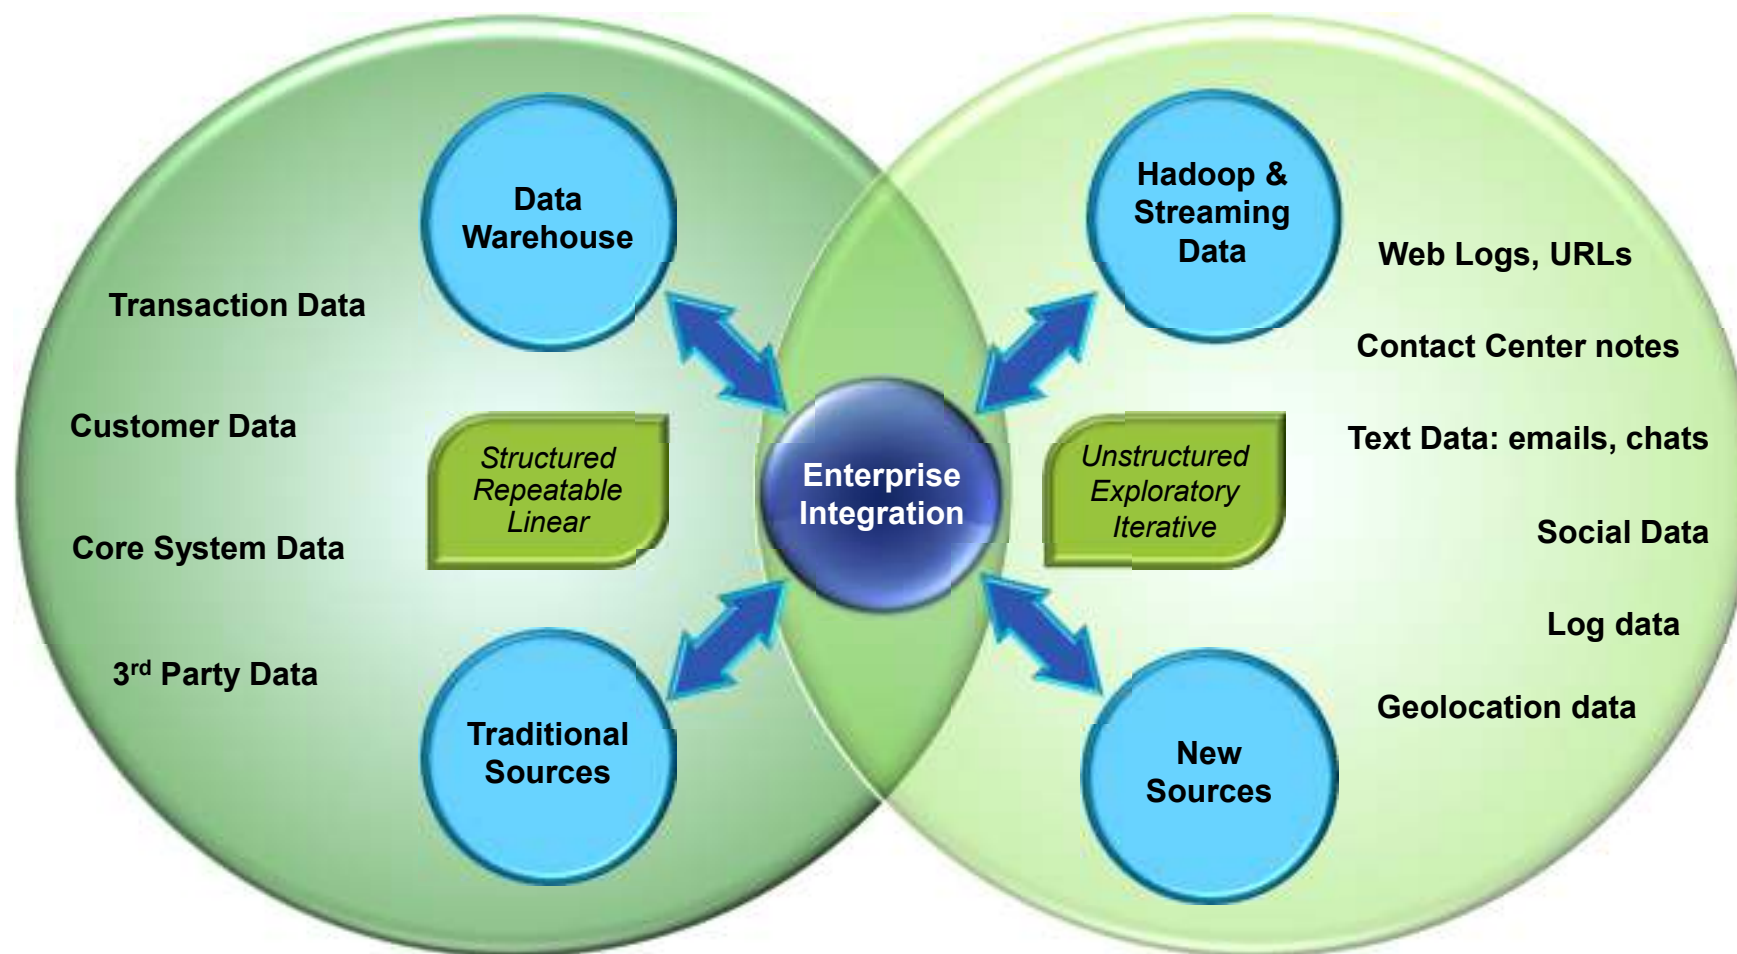 Data
Warehouse
Transaction Data
Customer Data
Core System Data
3rd Party Data
Structured
Repeatable
Linear
Traditional
Sources
Enterprise
Integration
Hadoop &
Streaming
Data
Unstructured
Exploratory
Iterative
New
Sources
Web Logs, URLs
Contact Center notes
Text Data: emails, chats
Social Data
Log data
Geolocation data